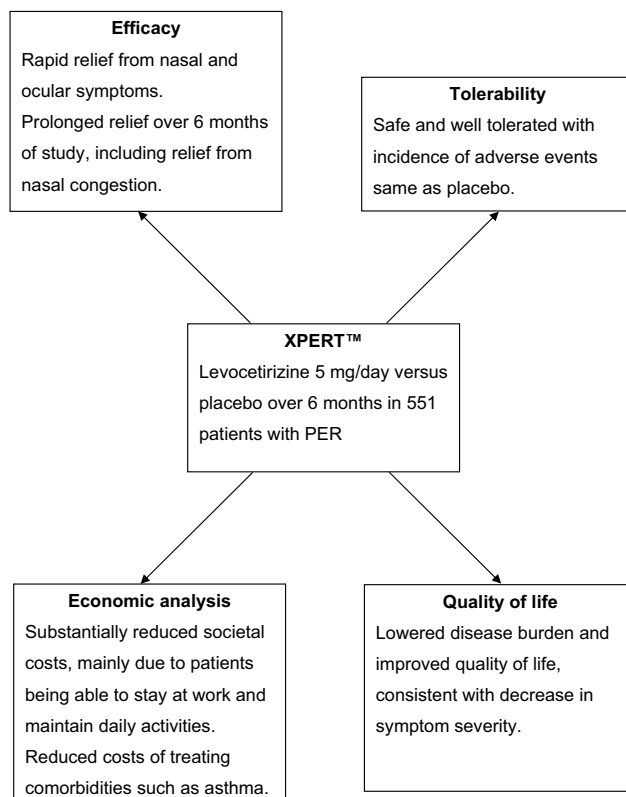 Efficacy
Rapid relief from nasal and
ocular symptoms.
Prolonged relief over 6 months
of study, including relief from
nasal congestion.
Tolerability
Safe and well tolerated with
incidence of adverse events
same as placebo.
XPERT™
Levocetirizine 5 mg/day versus
placebo over 6 months in 551
patients with PER
Economic analysis
Substantially reduced societal
costs, mainly due to patients
being able to stay at work and
maintain daily activities.
Reduced costs of treating
comorbidities such as asthma.
Quality of life
Lowered disease burden and
improved quality of life,
consistent with decrease in
symptom severity.